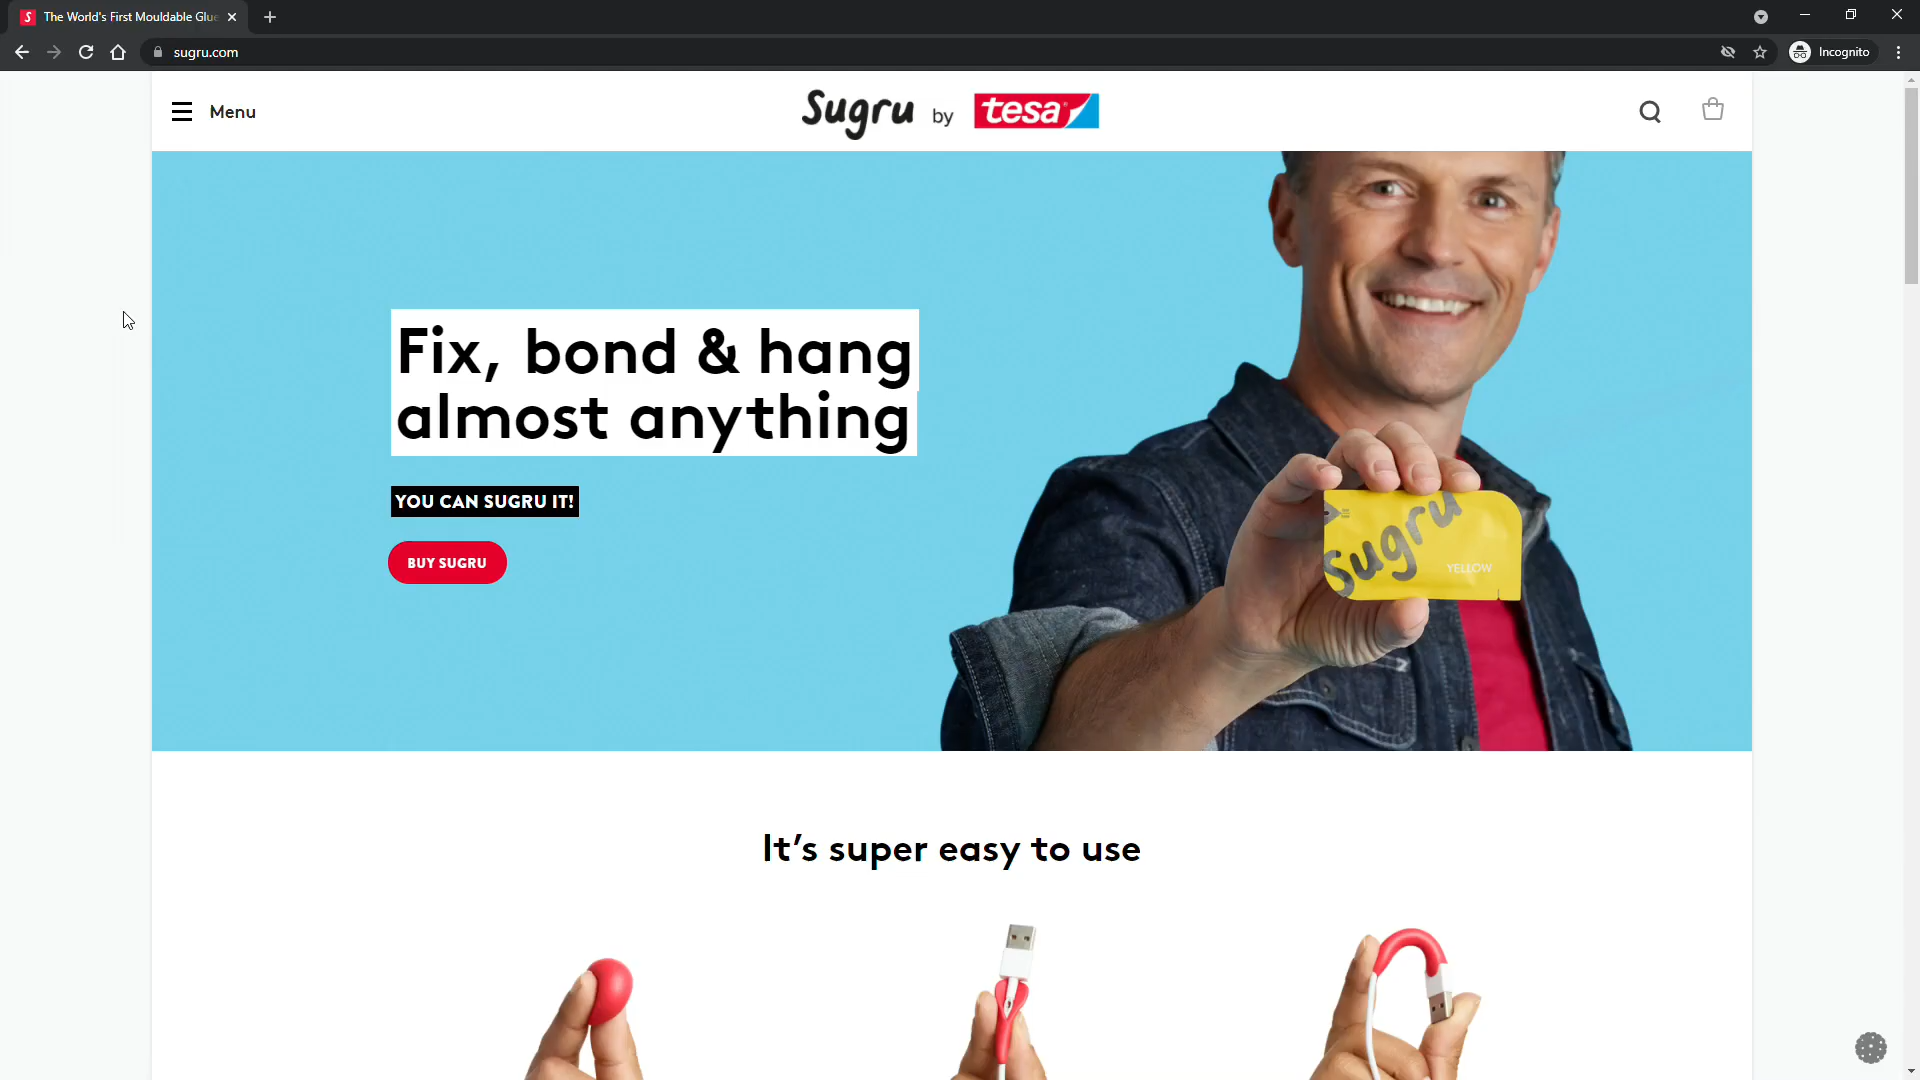 The World's First Mouldable Glue
sugru.com
Incognito
Menu
Sugru by tesa
Fix, bond & hang
almost anything
YOU CAN SUGRU IT!
BUY SUGRU
sugru
YELLOW
It's super easy to use